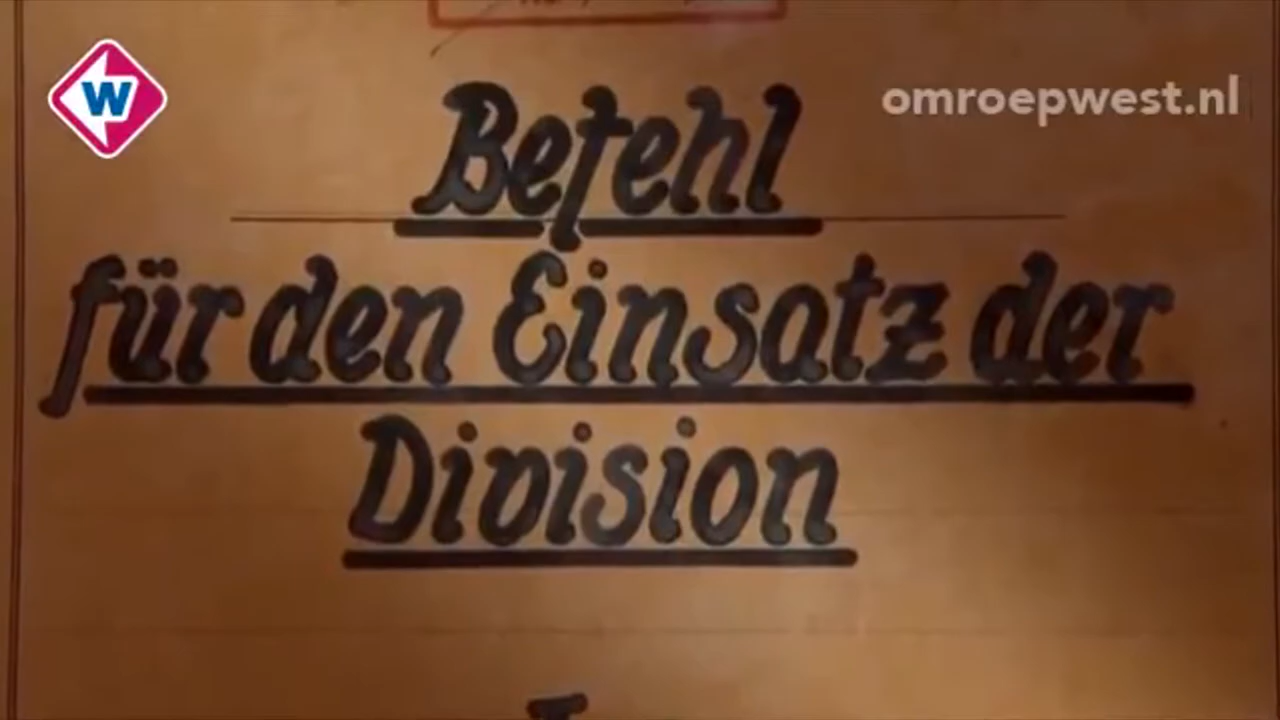 W
omroepwest.nl
Befehl
für den Einsatz der
Division